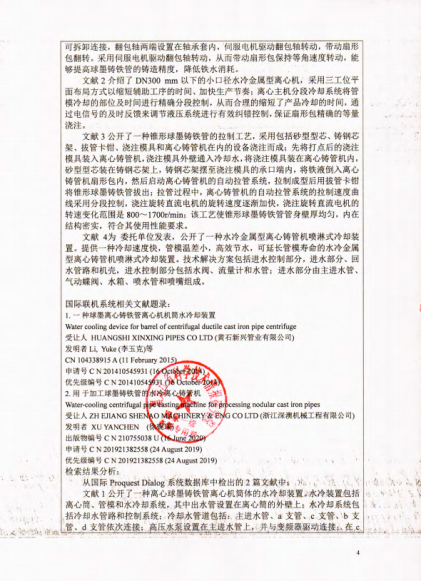 可拆卸连接，翻包轴两端设置在轴承套内，伺服电机驱动翻包轴转动，带动扇形
包翻转。采用伺服电机驱动翻包轴转动，从而带动扇形包保持等角速度转动，能
够提高球墨铸铁管的铸造精度，降低铁水消耗。
文献 2 介绍了 DN300 mm 以下的小口径水冷金属型离心机，采用三工位平
面布局方式以缩短辅助工序的时间、加快生产节奏；离心主机分段冷却系统将管
模冷却的部位及时间进行精确分段控制，从而合理的缩短了产品冷却的时间，通
过电信号的及时反馈来调节液压系统进行有效纠错控制，保证扇形包精确的等量
浇注。
文献 3 公开了一种锥形球墨铸铁管的拉制工艺，采用包括砂型型芯、铸钢芯
架、拔管卡钳、浇注模具和离心铸管机在内的设备浇注而成；先将打点后的浇注
模具装入离心铸管机，浇注模具外壁通入冷却水，将浇注模具装在离心铸管机内，
砂型型芯装在铸钢芯架上，铸钢芯架摆至浇注模具的承口端内，将铁液倒入离心
铸管机扇形包内，然后启动离心铸管机的自动拉管系统，拉制成型后用拔管卡钳
将锥形球墨铸铁管拔出；拉管过程中，离心铸管机的自动拉管系统的拉制速度曲
线采用分段控制，浇注旋转直流电机的旋转速度逐渐加快，浇注旋转直流电机的
转速变化范围是 800～1700r/min；该工艺使锥形球墨铸铁管管身壁厚均匀，内在
结构密实，符合其使用性能要求。
文献 4为 委托单位发表，公开了一种水冷金属型离心铸管机喷淋式冷却装
置。提供一种冷却速度快，管模温差小，高效节水，可延长管模寿命的水冷金属
型离心铸管机喷淋式冷却装置。技术解决方案包括进水控制部分，进水部分、回
水管路和机壳，进水控制部分包括水阀、流量计和水管；进水部分由主进水管、
气动蝶阀、水箱、喷水管和喷嘴组成。
国际联机系统相关文献题录：
1. 一种球墨离心铸铁管离心机机筒水冷却装置
Water cooling device for barrel of centrifugal ductile cast iron pipe centrifuge
受让人 HUANGSHI XINXING PIPES CO LTD (黄石新兴管业有限公司)
发明者 Li, Yuke (李玉克)等
CN 104338915 A (11 February 2015)
申请号 C N 201410545931 (16 October 2014)
优先级编号 C N 201410545931 (16 October 2014)
2. 用 于加工球墨铸铁管的水冷离心铸管机
Water-cooling centrifugal pipe casting machine for processing nodular cast iron pipes
受让人 ZH EJIANG SHENAO MACHINERY & ENG CO LTD (浙江深澳机械工程有限公司)
发明者 XU YANCHEN
出版物编号 C N 210755038 U (16 June 2020)
申请号 C N 201921382558 (24 August 2019)
优先级编号 C N 201921382558 (24 August 2019)
检索结果分析：
从国际 Proquest Dialog 系统数据库中检出的 2 篇文献中：
文献 1 公开了一种离心球墨铸铁管离心机筒体的水冷却装置。水冷装置包括
离心筒、管模和水冷却系统，其中出水管设置在离心筒的外壁上；水冷却系统包
括冷却水管路和控制系统；冷却水管道包括：主进水管、a 支管、c 支管、b 支
管、d 支管依次连接；高压水泵设置在主进水管上，并与变频器驱动连接；在 c
4